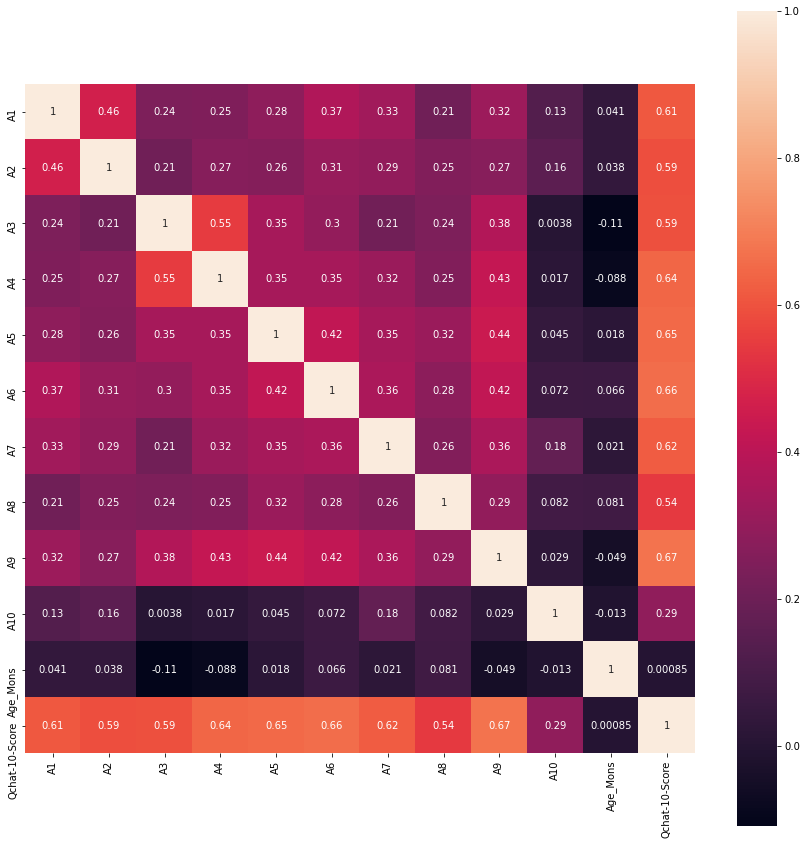 1.0
A1 1 0.46 0.24 0.25 0.28 0.37 0.33 0.21 0.32 0.13 0.041 0.61
A2 0.46 1 0.21 0.27 0.26 0.31 0.29 0.25 0.27 0.16 0.038 0.59
0.8
A3 0.24 0.21 1 0.55 0.35 0.3 0.21 0.24 0.38 0.0038 -0.11 0.59
A4 0.25 0.27 0.55 1 0.35 0.35 0.32 0.25 0.43 0.017 -0.088 0.64
0.6
A5 0.28 0.26 0.35 0.35 1 0.42 0.35 0.32 0.44 0.045 0.018 0.65
A6 0.37 0.31 0.3 0.35 0.42 1 0.36 0.28 0.42 0.072 0.066 0.66
0.4
A7 0.33 0.29 0.21 0.32 0.35 0.36 1 0.26 0.36 0.18 0.021 0.62
A8 0.21 0.25 0.24 0.25 0.32 0.28 0.26 1 0.29 0.082 0.081 0.54
A9 0.32 0.27 0.38 0.43 0.44 0.42 0.36 0.29 1 0.029 -0.049 0.67
0.2
A10 0.13 0.16 0.0038 0.017 0.045 0.072 0.18 0.082 0.029 1 -0.013 0.29
Age_Mons 0.041 0.038 -0.11 -0.088 0.018 0.066 0.021 0.081 -0.049 -0.013 1 0.00085
Qchat-10-Score 0.61 0.59 0.59 0.64 0.65 0.66 0.62 0.54 0.67 0.29 0.00085 1
0.0
A1 A2 A3 A4 A5 A6 A7 A8 A9 A10 Age_Mons Qchat-10-Score